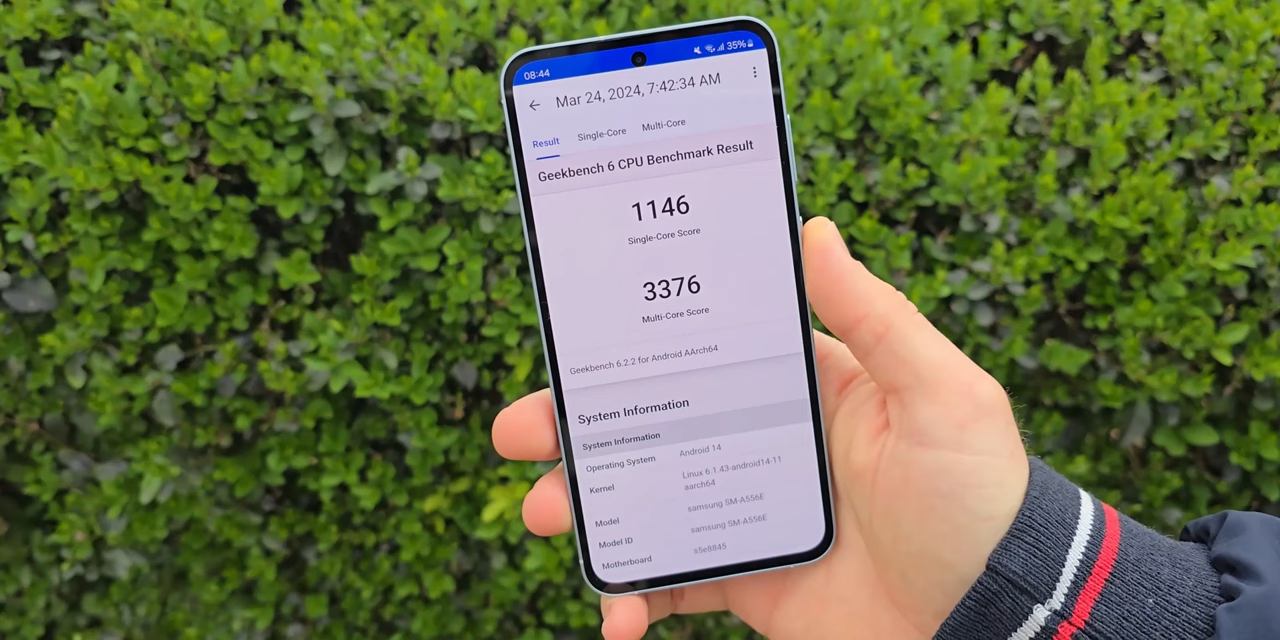 08:44
35%
Mar 24, 2024, 7:42:34 AM
Result Single-Core Multi-Core
Geekbench 6 CPU Benchmark Result
1146
Single-Core Score
3376
Multi-Core Score
Geekbench 6.2.2 for Android AArch64
System Information
System Information
Operating System Android 14
Kernel Linux 6.1.43-android14-11
aarch64
Model samsung SM-A556E
Model ID samsung SM-A556E
Motherboard s5e8845